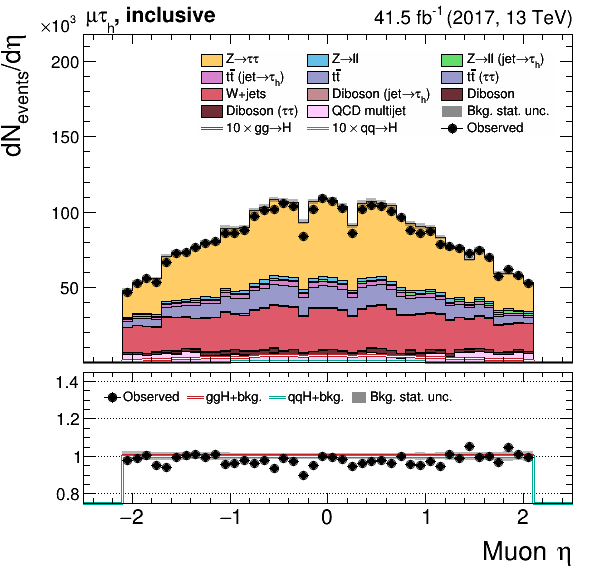 ×10³ μτₕ, inclusive 41.5 fb⁻¹ (2017, 13 TeV)
dN_events/dη
200
150
100
50
Z→ττ Z→ll Z→ll (jet→τₕ)
tt̄ (jet→τₕ) tt̄ tt̄ (ττ)
W+jets Diboson (jet→τₕ) Diboson
Diboson (ττ) QCD multijet Bkg. stat. unc.
10 × gg→H 10 × qq→H Observed
1.4
1.2
1
0.8
Observed ggH+bkg. qqH+bkg. Bkg. stat. unc.
−2 −1 0 1 2
Muon η